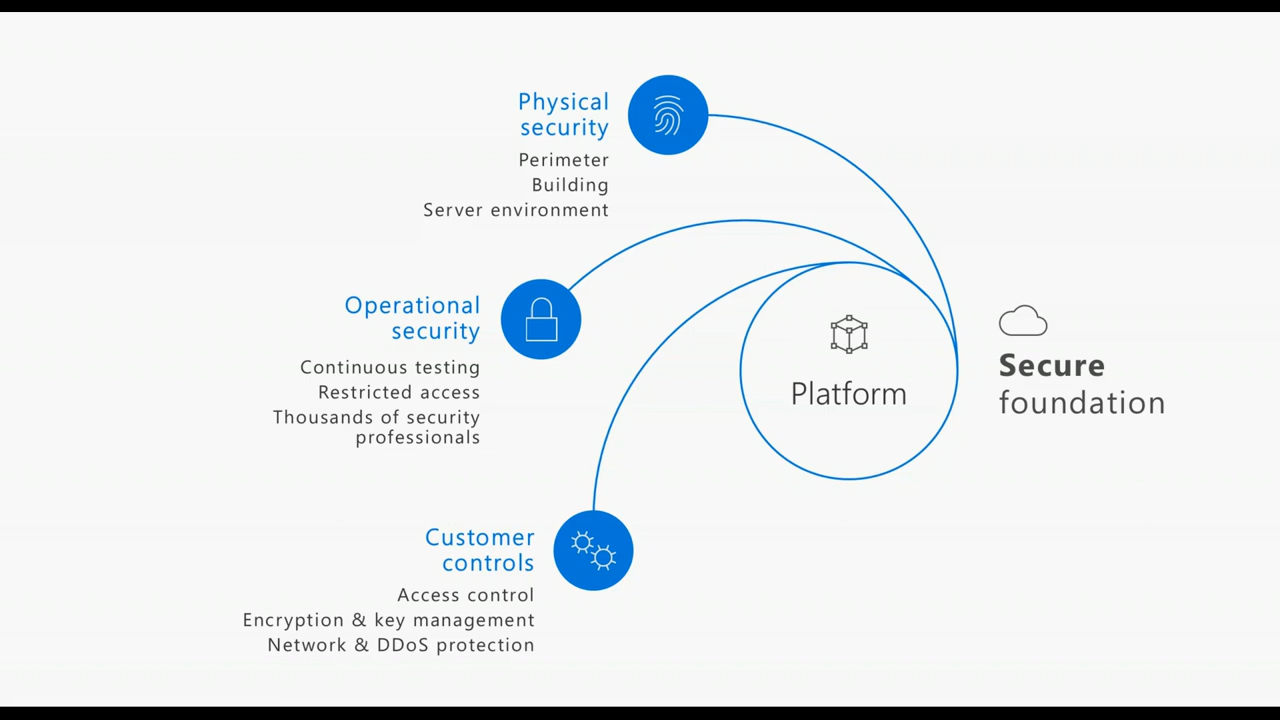 Physical
security
Perimeter
Building
Server environment
Operational
security
Continuous testing
Restricted access
Thousands of security
professionals
Customer
controls
Access control
Encryption & key management
Network & DDoS protection
Platform
Secure
foundation